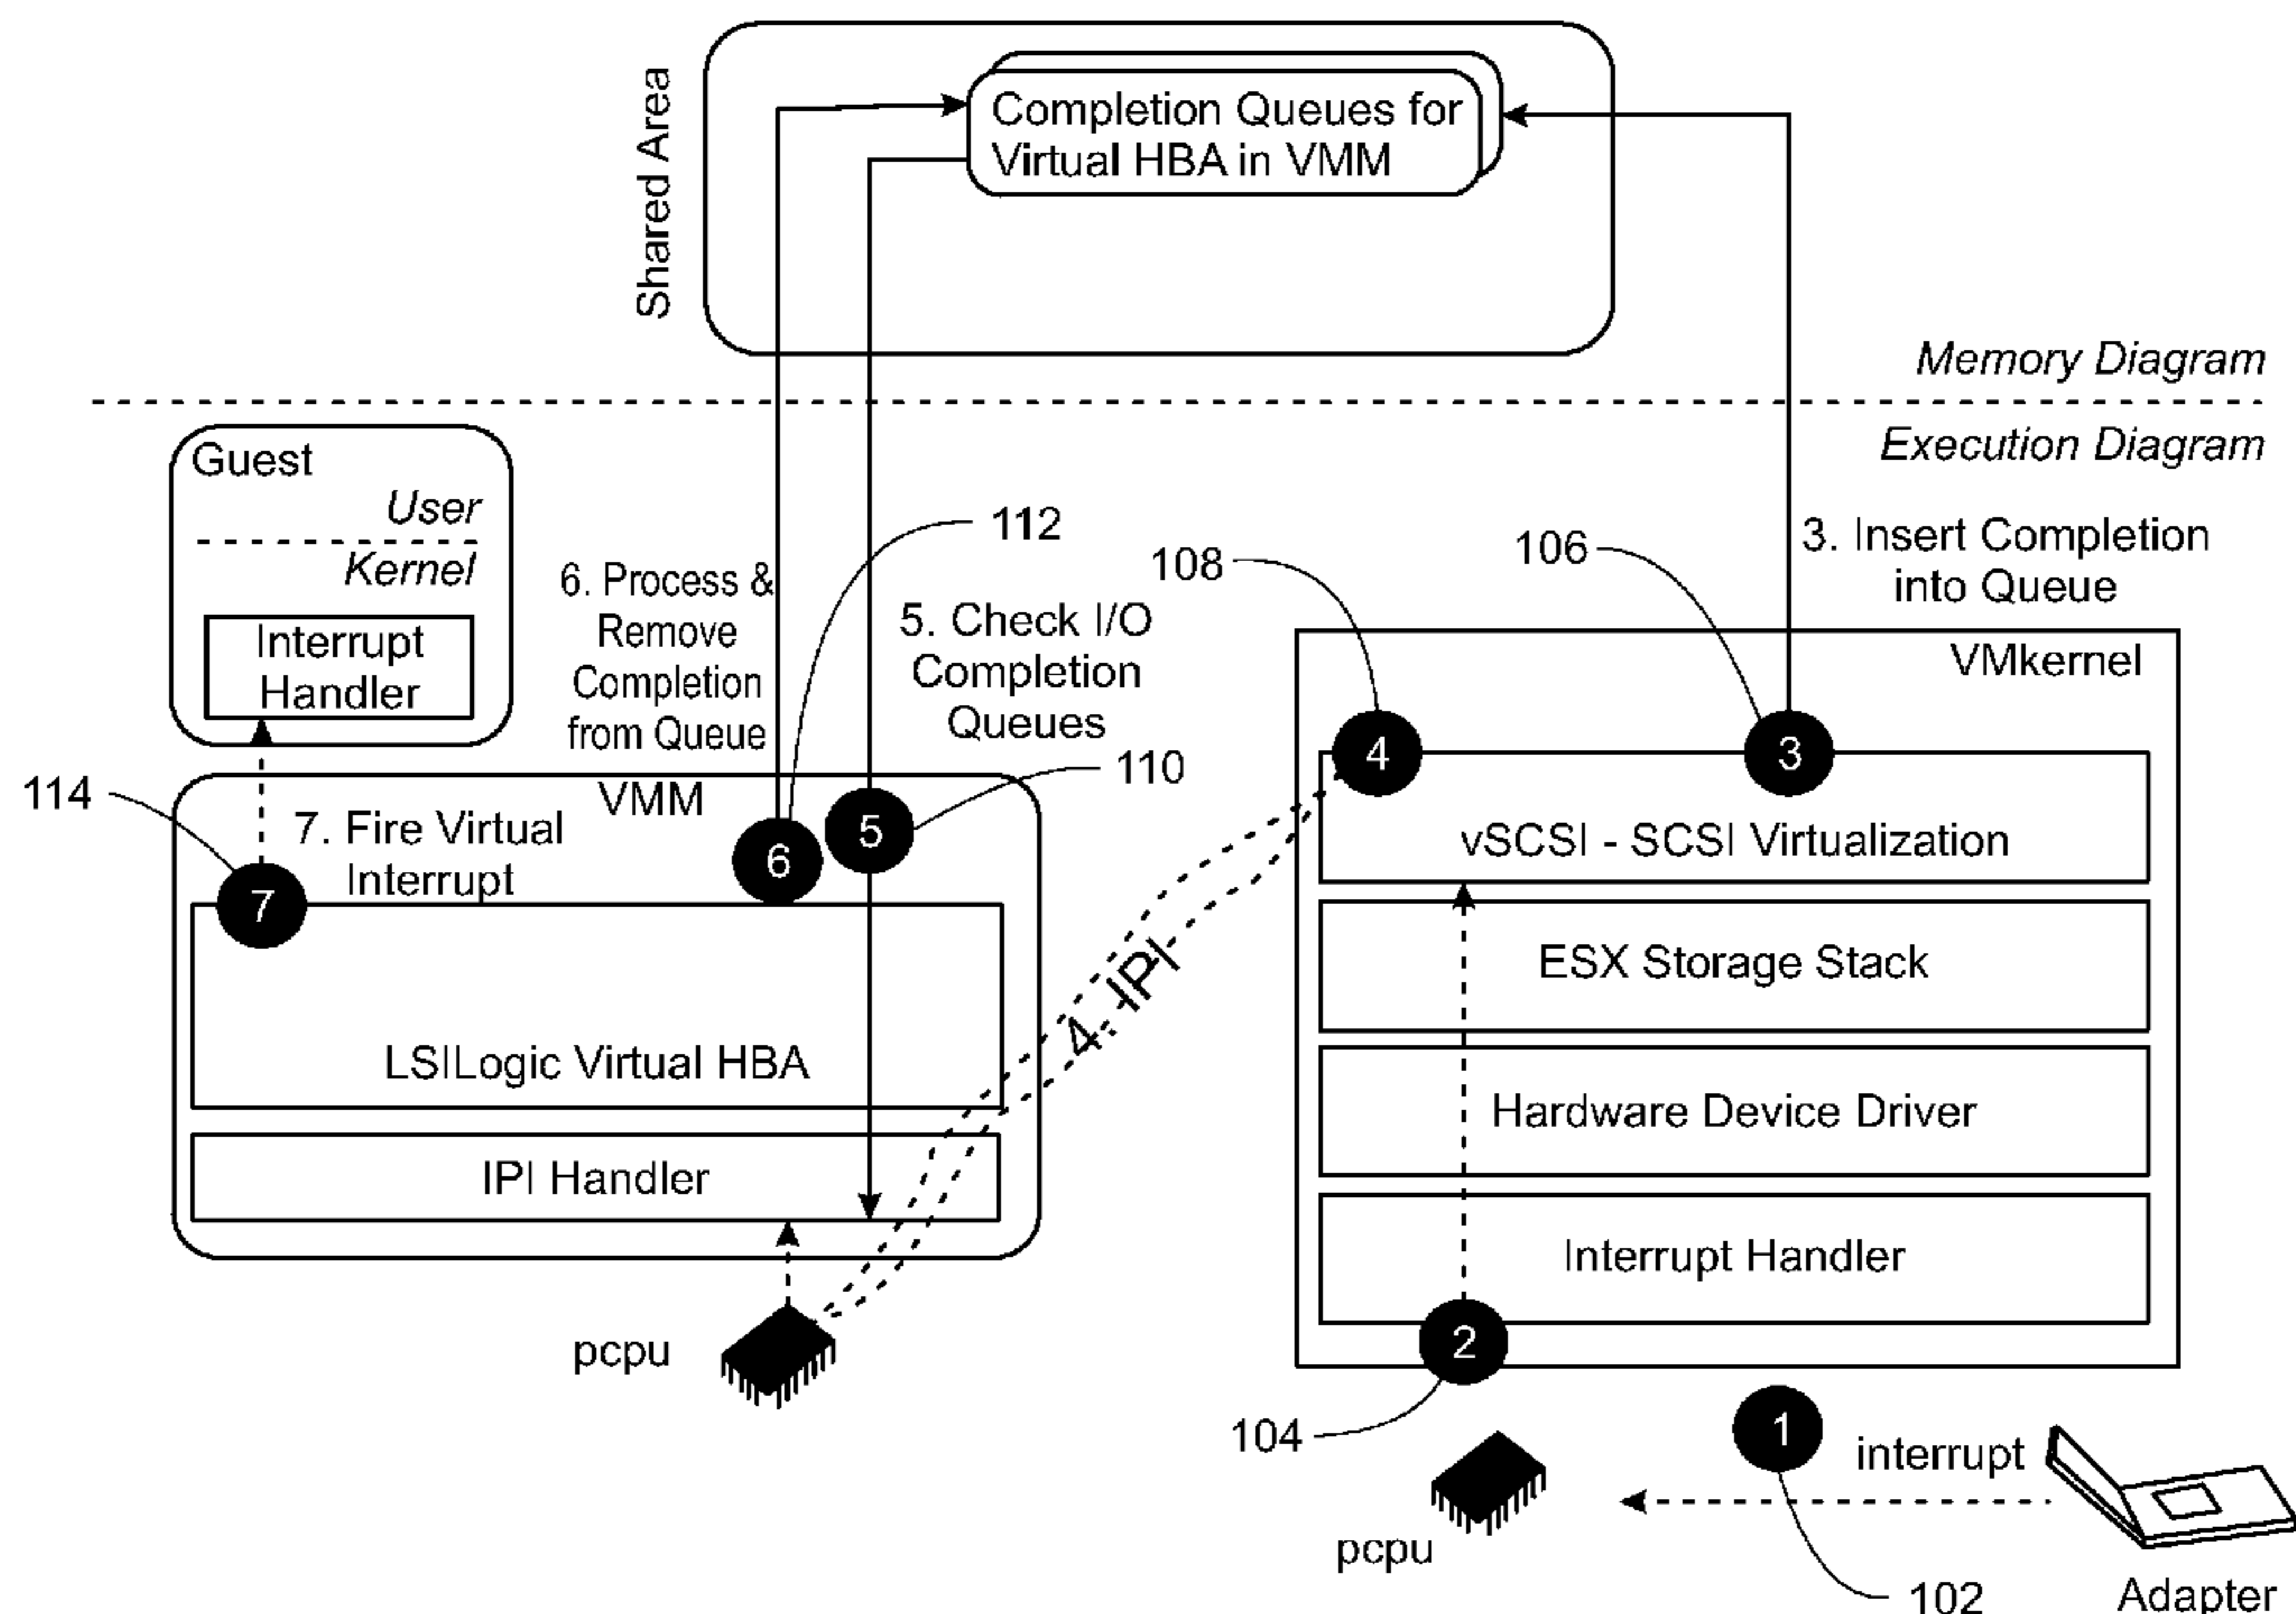 Shared Area
Completion Queues for
Virtual HBA in VMM
Memory Diagram
Execution Diagram
Guest
User
Kernel
Interrupt
Handler
6. Process &
Remove
Completion
from Queue
112
5. Check I/O
Completion
Queues
110
108
106
3. Insert Completion
into Queue
VMkernel
4
3
vSCSI - SCSI Virtualization
ESX Storage Stack
Hardware Device Driver
Interrupt Handler
2
104
114
VMM
7. Fire Virtual
Interrupt
7
6
5
LSILogic Virtual HBA
IPI Handler
4. IPI
pcpu
1
interrupt
pcpu
102
Adapter